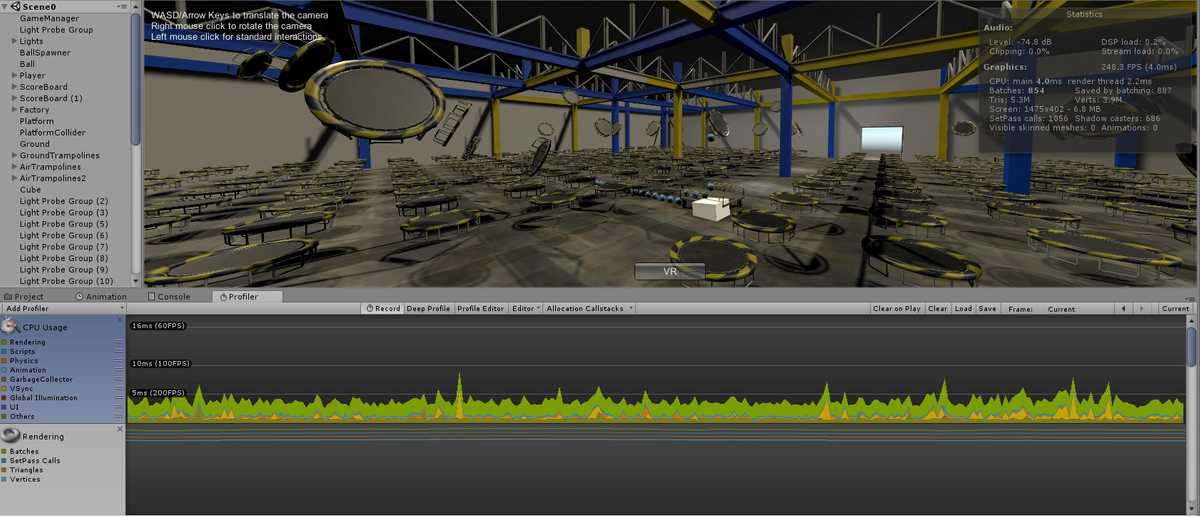 Scene0
GameManager
Light Probe Group
Lights
BallSpawner
Ball
Player
ScoreBoard
ScoreBoard (1)
Factory
Platform
PlatformCollider
Ground
GroundTrampolines
AirTrampolines
AirTrampolines2
Cube
Light Probe Group (2)
Light Probe Group (3)
Light Probe Group (5)
Light Probe Group (6)
Light Probe Group (7)
Light Probe Group (8)
Light Probe Group (9)
Light Probe Group (10)
WASD/Arrow Keys to translate the camera
Right mouse click to rotate the camera
Left mouse click for standard interactions
Statistics
Audio:
Level: -74.8 dB DSP load: 0.2%
Clipping: 0.0% Stream load: 0.0%
Graphics: 248.3 FPS (4.0ms)
CPU: main 4.0ms render thread 2.2ms
Batches: 854 Saved by batching: 887
Tris: 5.3M Verts: 3.9M
Screen: 1475x402 - 6.8 MB
SetPass calls: 1056 Shadow casters: 686
Visible skinned meshes: 0 Animations: 0
VR
Project Animation Console Profiler
Add Profiler Record Deep Profile Profile Editor Editor Allocation Callstacks Clear on Play Clear Load Save Frame: Current Current
CPU Usage
Rendering
Scripts
Physics
Animation
GarbageCollector
VSync
Global Illumination
UI
Others
16ms (60FPS)
10ms (100FPS)
5ms (200FPS)
Rendering
Batches
SetPass Calls
Triangles
Vertices